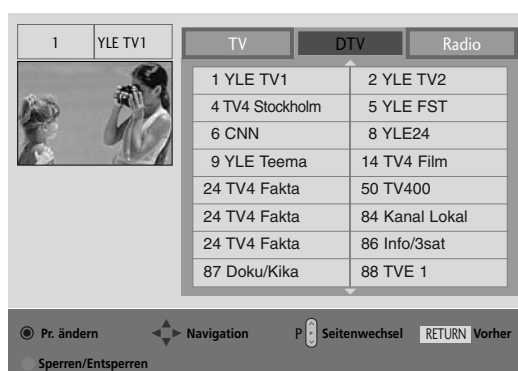 1 YLE TV1
TV DTV Radio
1 YLE TV1 2 YLE TV2
4 TV4 Stockholm 5 YLE FST
6 CNN 8 YLE24
9 YLE Teema 14 TV4 Film
24 TV4 Fakta 50 TV400
24 TV4 Fakta 84 Kanal Lokal
24 TV4 Fakta 86 Info/3sat
87 Doku/Kika 88 TVE 1
Pr. ändern Navigation P Seitenwechsel RETURN Vorher
Sperren/Entsperren